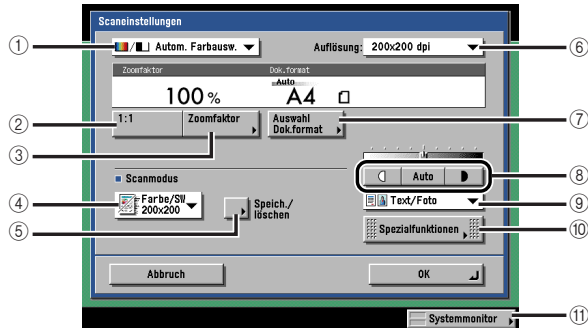 Scaneinstellungen
① Autom. Farbausw. Auflösung: 200x200 dpi ⑥
Zoomfaktor Dok.format
Auto
100 % A4
② 1:1 Zoomfaktor Auswahl Dok.format ⑦
③
Scanmodus
Auto ⑧
④ Farbe/SW
200x200
Speich./
löschen
⑤
Text/Foto ⑨
Spezialfunktionen ⑩
Abbruch OK
Systemmonitor ⑪